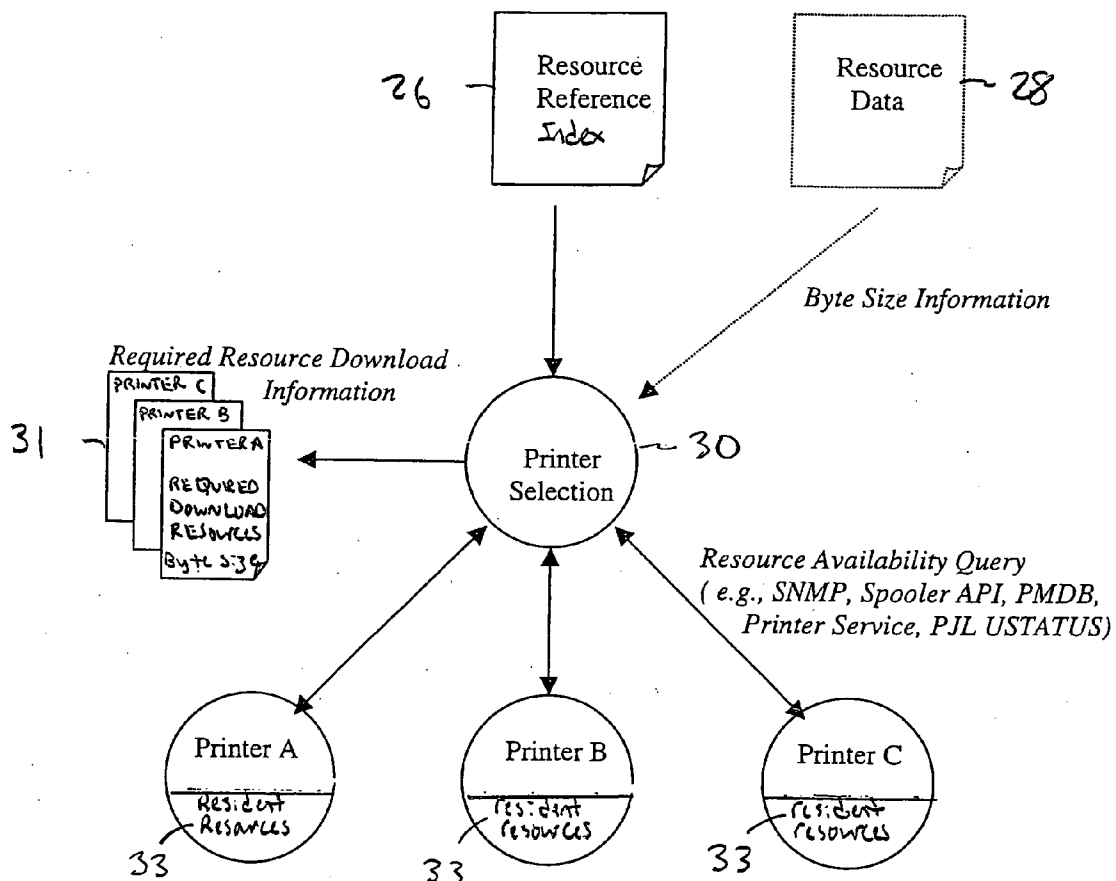 Resource
Reference
Index
26
Resource
Data
28
Byte Size Information
Required Resource Download
Information
PRINTER C
PRINTER B
PRINTER A
REQUIRED
DOWNLOAD
RESOURCES
Byte Size
31
Printer
Selection
30
Resource Availability Query
( e.g., SNMP, Spooler API, PMDB,
Printer Service, PJL USTATUS)
Printer A
Resident
Resources
33
Printer B
resident
resources
33
Printer C
resident
resources
33